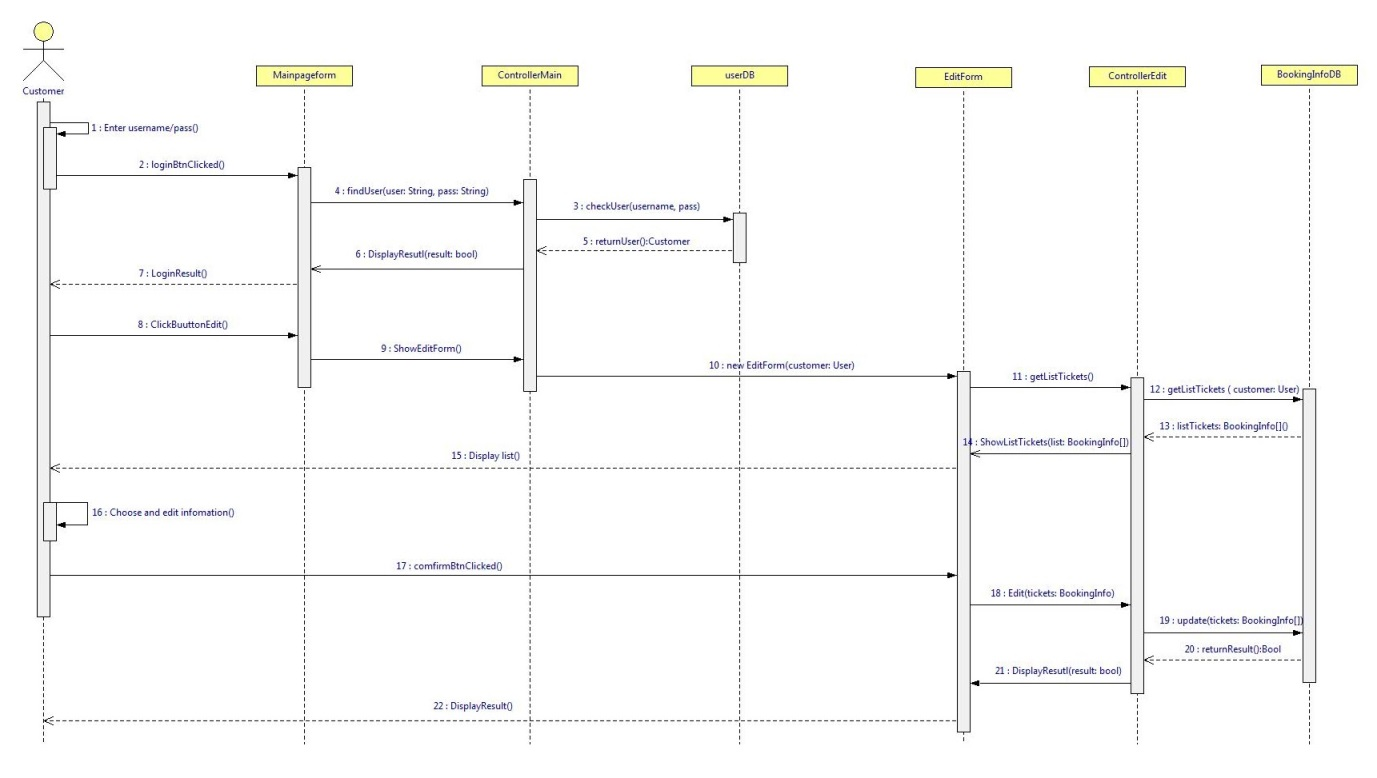 Customer
Mainpageform
ControllerMain
userDB
EditForm
ControllerEdit
BookingInfoDB
1 : Enter username/pass()
2 : loginBtnClicked()
4 : findUser(user: String, pass: String)
3 : checkUser(username, pass)
5 : returnUser():Customer
6 : DisplayResutl(result: bool)
7 : LoginResult()
8 : ClickBuuttonEdit()
9 : ShowEditForm()
10 : new EditForm(customer: User)
11 : getListTickets()
12 : getListTickets ( customer: User)
13 : listTickets: BookingInfo[]()
14 : ShowListTickets(list: BookingInfo[])
15 : Display list()
16 : Choose and edit infomation()
17 : comfirmBtnClicked()
18 : Edit(tickets: BookingInfo)
19 : update(tickets: BookingInfo[])
20 : returnResult():Bool
21 : DisplayResutl(result: bool)
22 : DisplayResult()